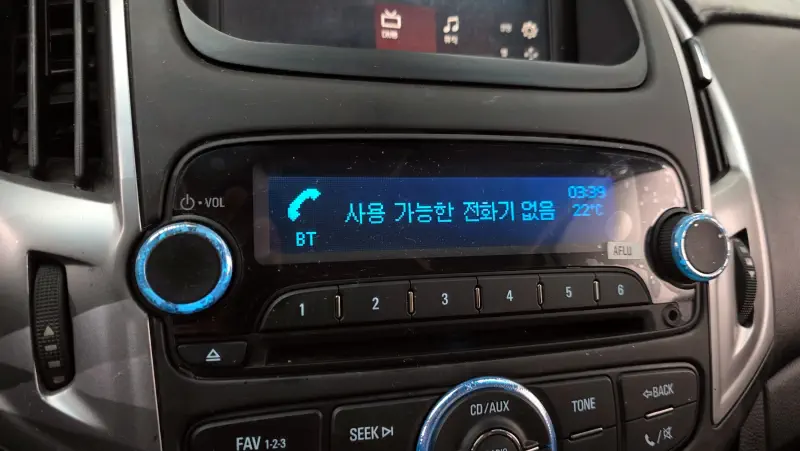 DMB
VOL
03:39
사용 가능한 전화기 없음
22°C
BT
AFLU
1 2 3 4 5 6
CD/AUX
TONE
BACK
FAV 1-2-3
SEEK